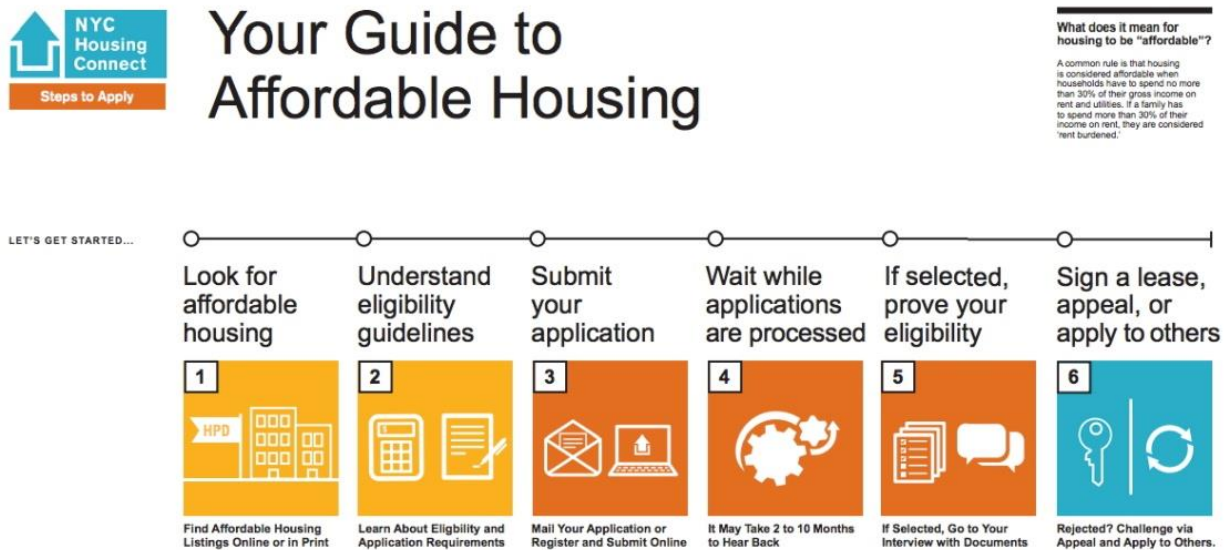 NYC
Housing
Connect
Steps to Apply
Your Guide to
Affordable Housing
What does it mean for
housing to be "affordable"?
A common rule is that housing
is considered affordable when
households have to spend no more
than 30% of their gross income on
rent and utilities. If a family has
to spend more than 30% of their
income on rent, they are considered
'rent burdened.'
LET'S GET STARTED...
Look for
affordable
housing
1
HPD
Find Affordable Housing
Listings Online or in Print
Understand
eligibility
guidelines
2
$
Learn About Eligbility and
Application Requirements
Submit
your
application
3
Mail Your Application or
Register and Submit Online
Wait while
applications
are processed
4
It May Take 2 to 10 Months
to Hear Back
If selected,
prove your
eligibility
5
If Selected, Go to Your
Interview with Documents
Sign a lease,
appeal, or
apply to others
6
Rejected? Challenge via
Appeal and Apply to Others.